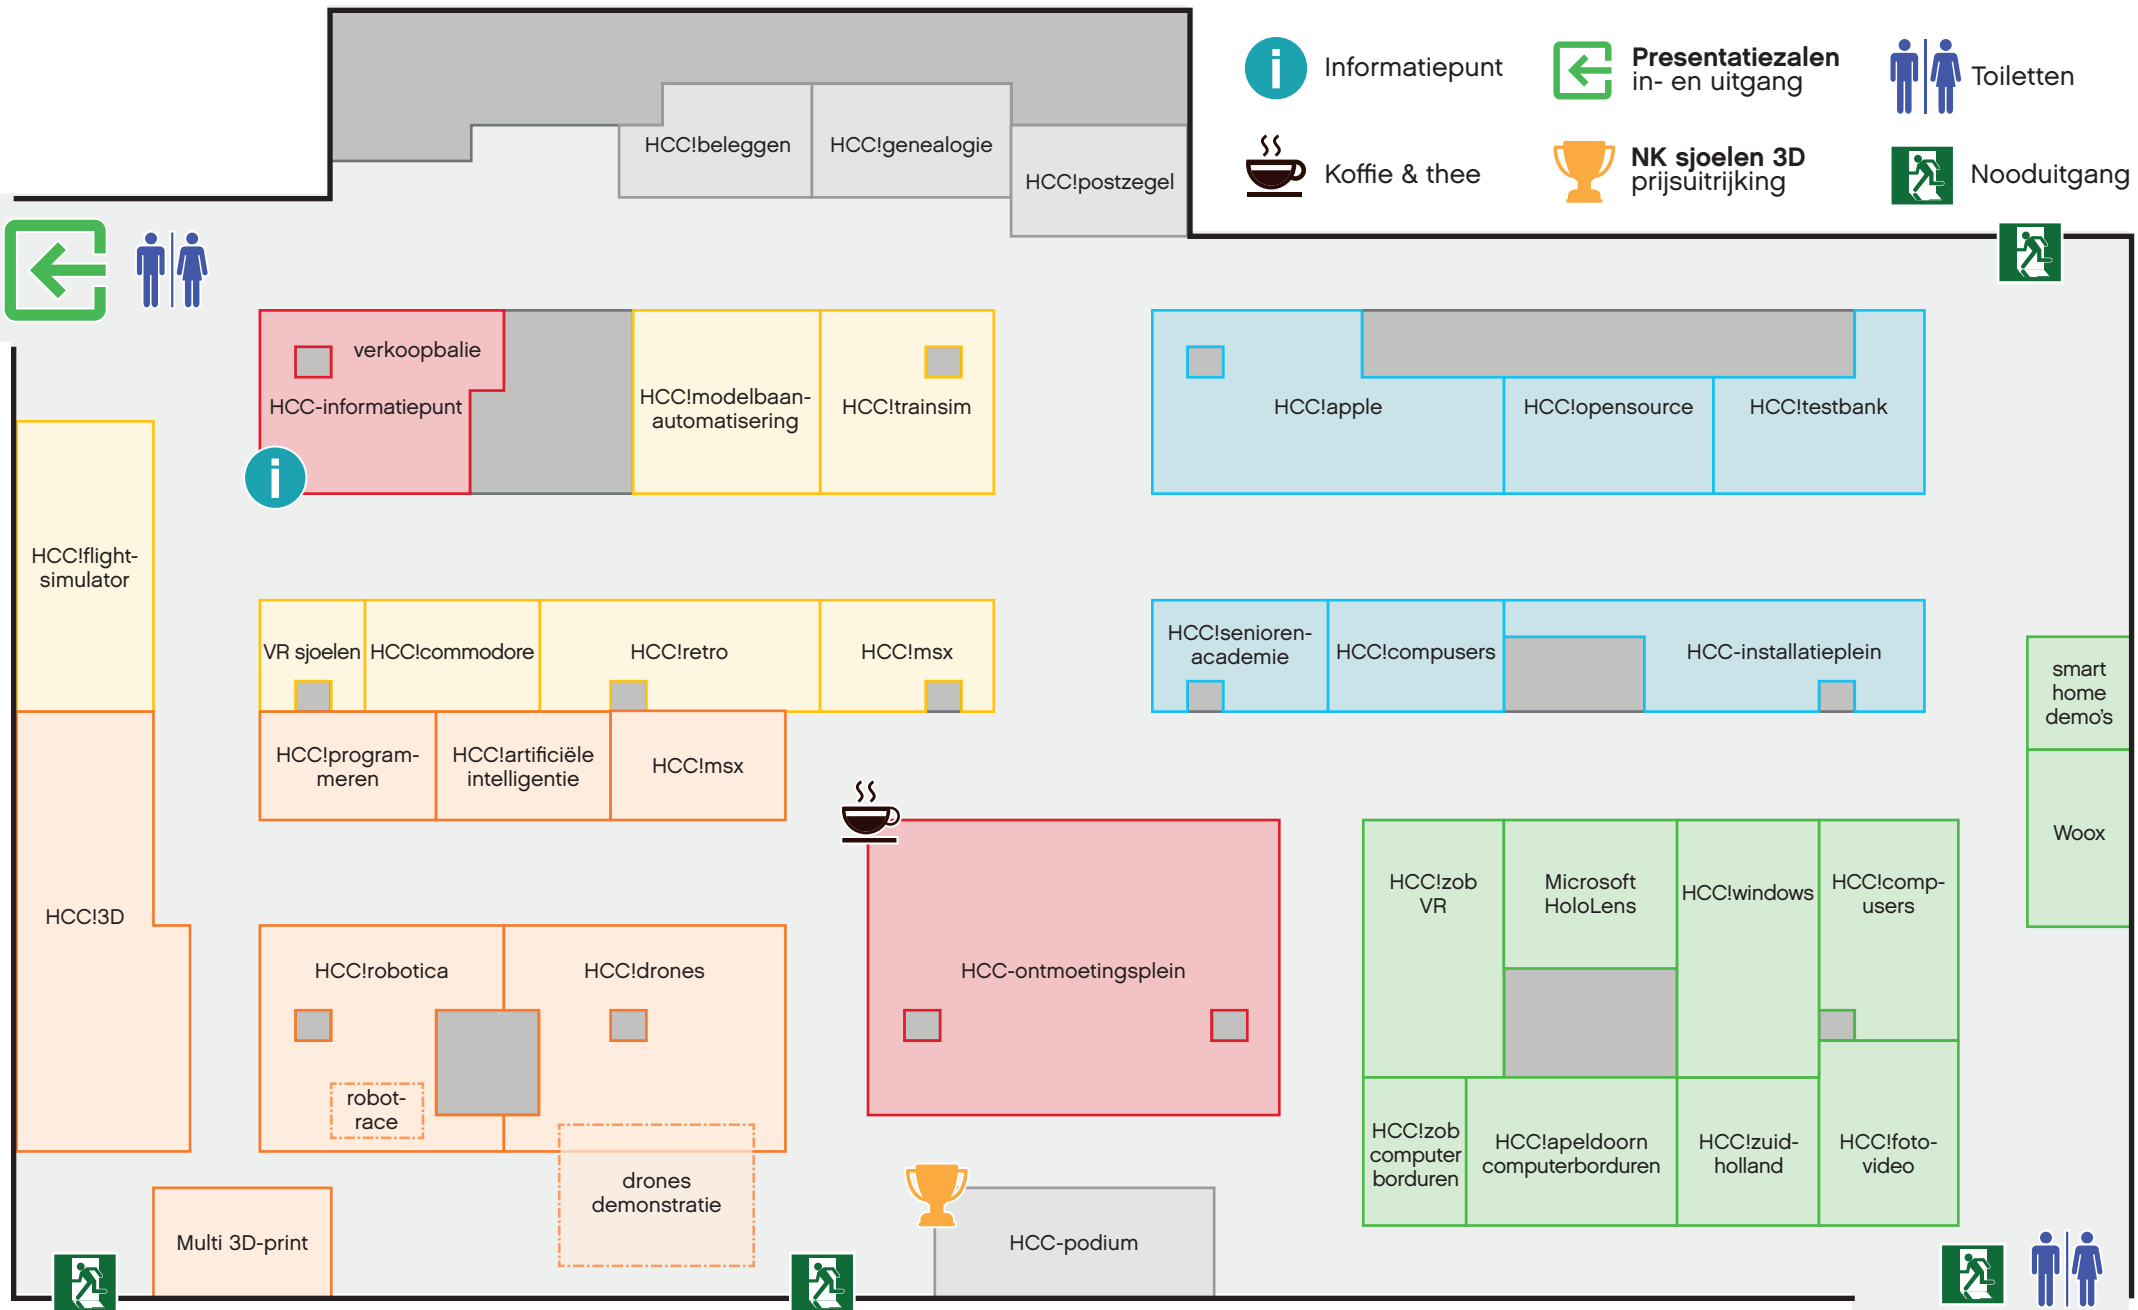 Informatiepunt
Presentatiezalen
in- en uitgang
Toiletten
Koffie & thee
NK sjoelen 3D
prijsuitrijking
Nooduitgang
HCC!beleggen
HCC!genealogie
HCC!postzegel
verkoopbalie
HCC-informatiepunt
i
HCC!modelbaan-
automatisering
HCC!trainsim
HCC!apple
HCC!opensource
HCC!testbank
HCC!flight-
simulator
VR sjoelen
HCC!commodore
HCC!retro
HCC!msx
HCC!senioren-
academie
HCC!compusers
HCC-installatieplein
smart
home
demo's
Woox
HCC!program-
meren
HCC!artificiële
intelligentie
HCC!msx
HCC!3D
HCC!robotica
HCC!drones
robot-
race
drones
demonstratie
HCC-ontmoetingsplein
HCC!zob
VR
Microsoft
HoloLens
HCC!windows
HCC!comp-
users
HCC!zob
computer
borduren
HCC!apeldoorn
computerborduren
HCC!zuid-
holland
HCC!foto-
video
Multi 3D-print
HCC-podium